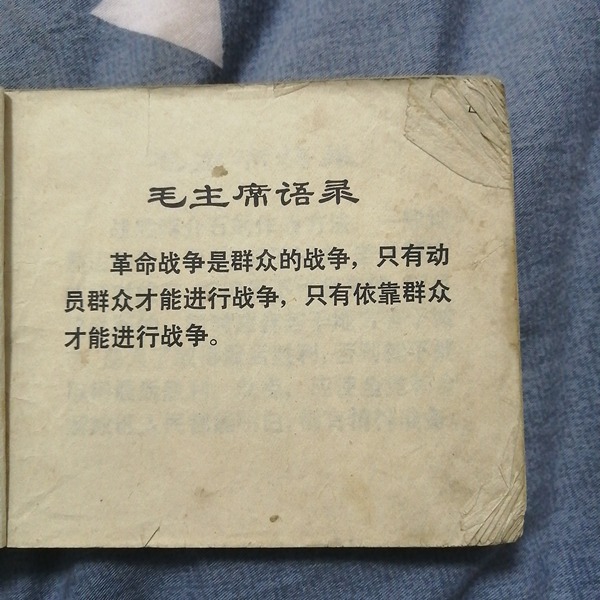 毛主席语录
革命战争是群众的战争，只有动
员群众才能进行战争，只有依靠群众
才能进行战争。